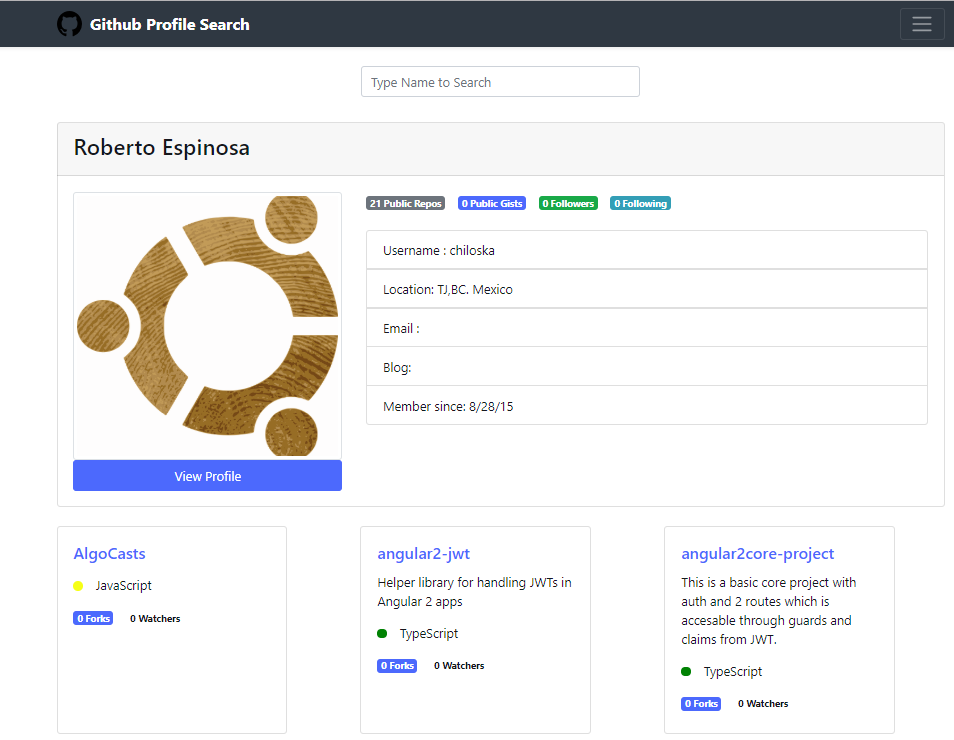 Github Profile Search
Type Name to Search
Roberto Espinosa
21 Public Repos 0 Public Gists 0 Followers 0 Following
Username : chiloska
Location: TJ,BC. Mexico
Email :
Blog:
Member since: 8/28/15
View Profile
AlgoCasts
JavaScript
0 Forks 0 Watchers
angular2-jwt
Helper library for handling JWTs in
Angular 2 apps
TypeScript
0 Forks 0 Watchers
angular2core-project
This is a basic core project with
auth and 2 routes which is
accesable through guards and
claims from JWT.
TypeScript
0 Forks 0 Watchers